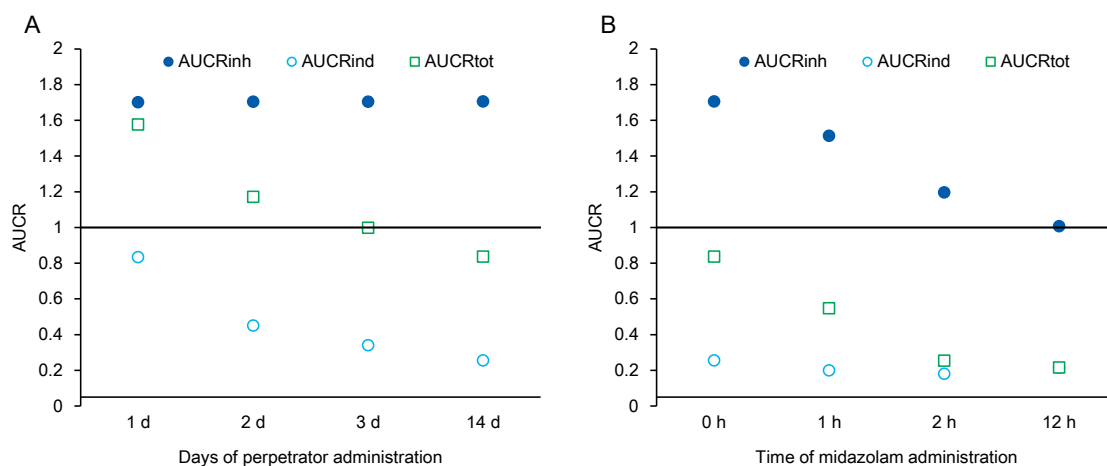 A
AUCRinh AUCRind AUCRtot
2
1.8
1.6
1.4
1.2
1
0.8
0.6
0.4
0.2
0
AUCR
1 d 2 d 3 d 14 d
Days of perpetrator administration
B
AUCRinh AUCRind AUCRtot
2
1.8
1.6
1.4
1.2
1
0.8
0.6
0.4
0.2
0
AUCR
0 h 1 h 2 h 12 h
Time of midazolam administration